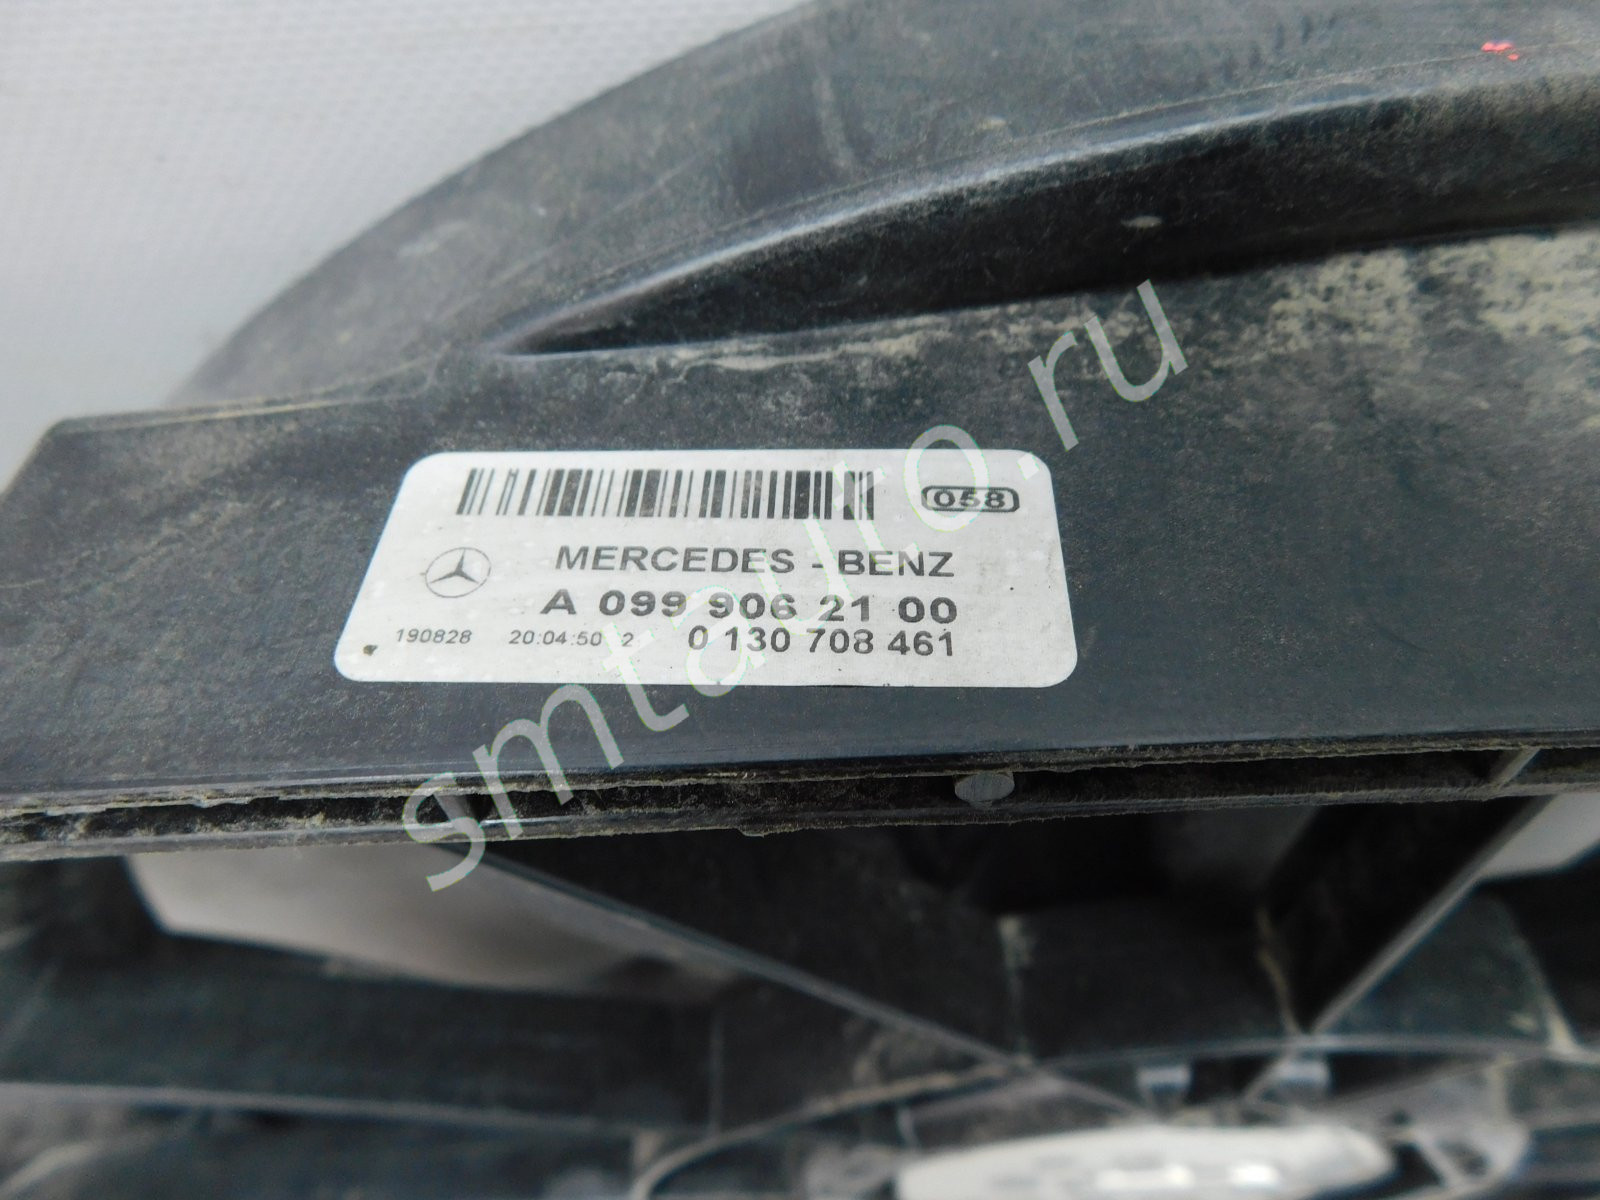 058
MERCEDES - BENZ
A 099 906 21 00
190828 20:04:50 2 0 130 708 461
smtauto.ru